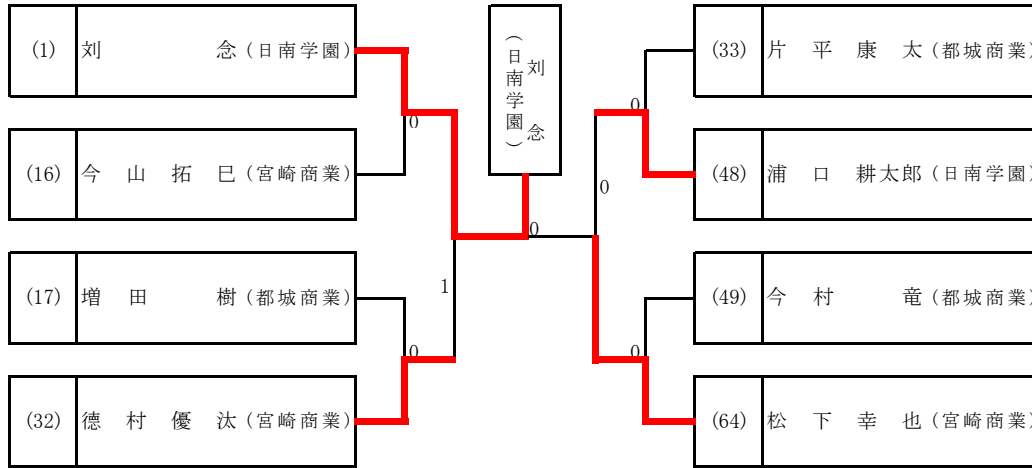 (1) 刘 念 (日南学園)
0
(16) 今 山 拓 巳 (宮崎商業)
(17) 増 田 樹 (都城商業)
0
(32) 德 村 優 汰 (宮崎商業)
1
刘 念
(日南学園)
0
0
(33) 片 平 康 太 (都城商業)
0
(48) 浦 口 耕太郎 (日南学園)
(49) 今 村 竜 (都城商業)
0
(64) 松 下 幸 也 (宮崎商業)